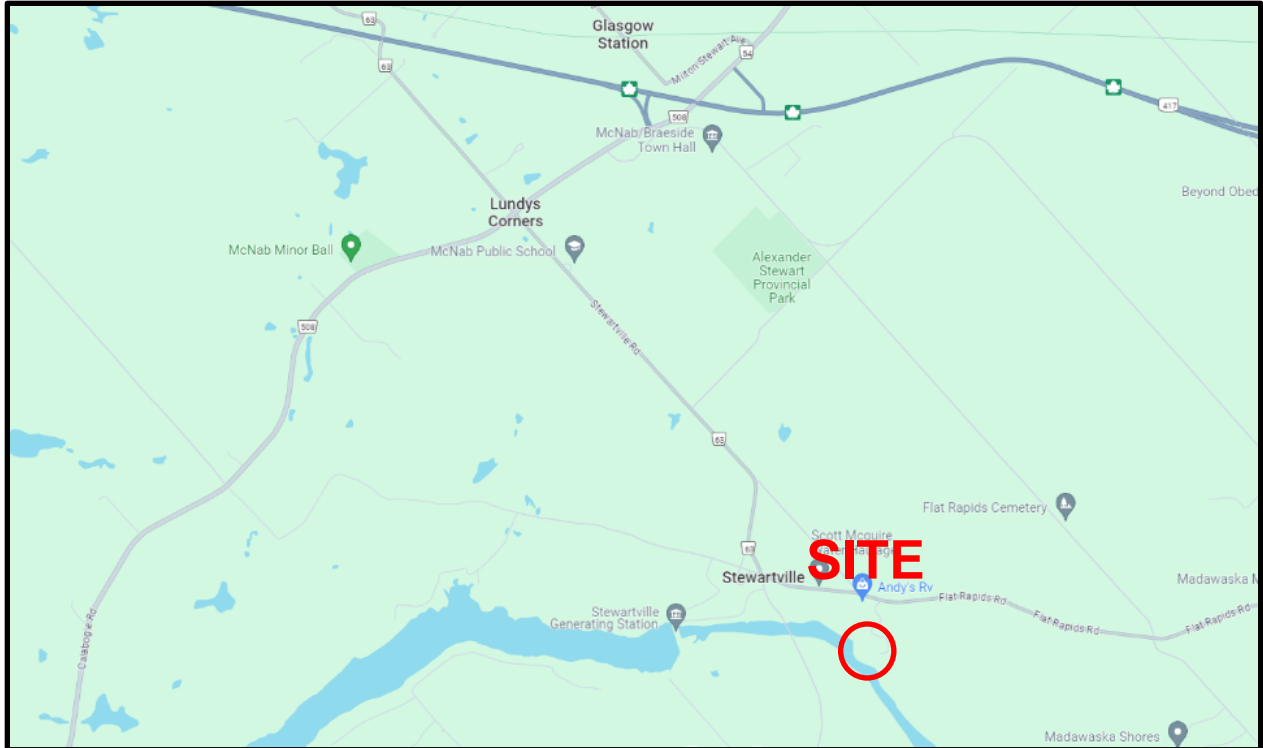 63
Glasgow
Station
Milton Stewart Ave
54
63
417
508
McNab/Braeside
Town Hall
Beyond Obed
Lundys
Corners
McNab Minor Ball
McNab Public School
Alexander
Stewart
Provincial
Park
508
Stewartville Rd
63
Flat Rapids Cemetery
Scott Mcguire
SITE
63
Stewartville
Andy's Rv
Madawaska
Flat Rapids Rd
Flat Rapids Rd
Flat Rapids Rd
Stewartville
Generating Station
Calabogie Rd
Madawaska Shores